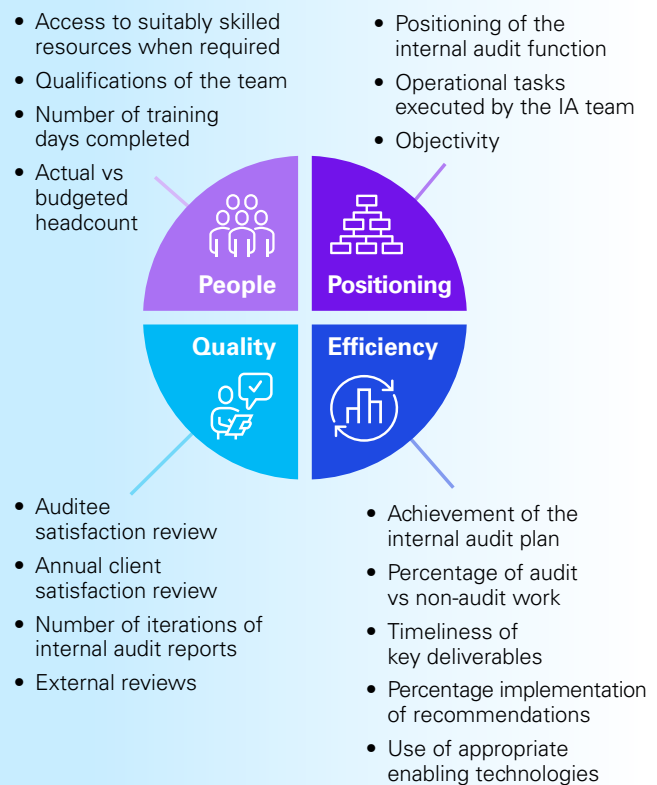 • Access to suitably skilled
resources when required
• Qualifications of the team
• Number of training
days completed
• Actual vs
budgeted
headcount
• Positioning of the
internal audit function
• Operational tasks
executed by the IA team
• Objectivity
People
Positioning
Quality
Efficiency
• Auditee
satisfaction review
• Annual client
satisfaction review
• Number of iterations of
internal audit reports
• External reviews
• Achievement of the
internal audit plan
• Percentage of audit
vs non-audit work
• Timeliness of
key deliverables
• Percentage implementation
of recommendations
• Use of appropriate
enabling technologies